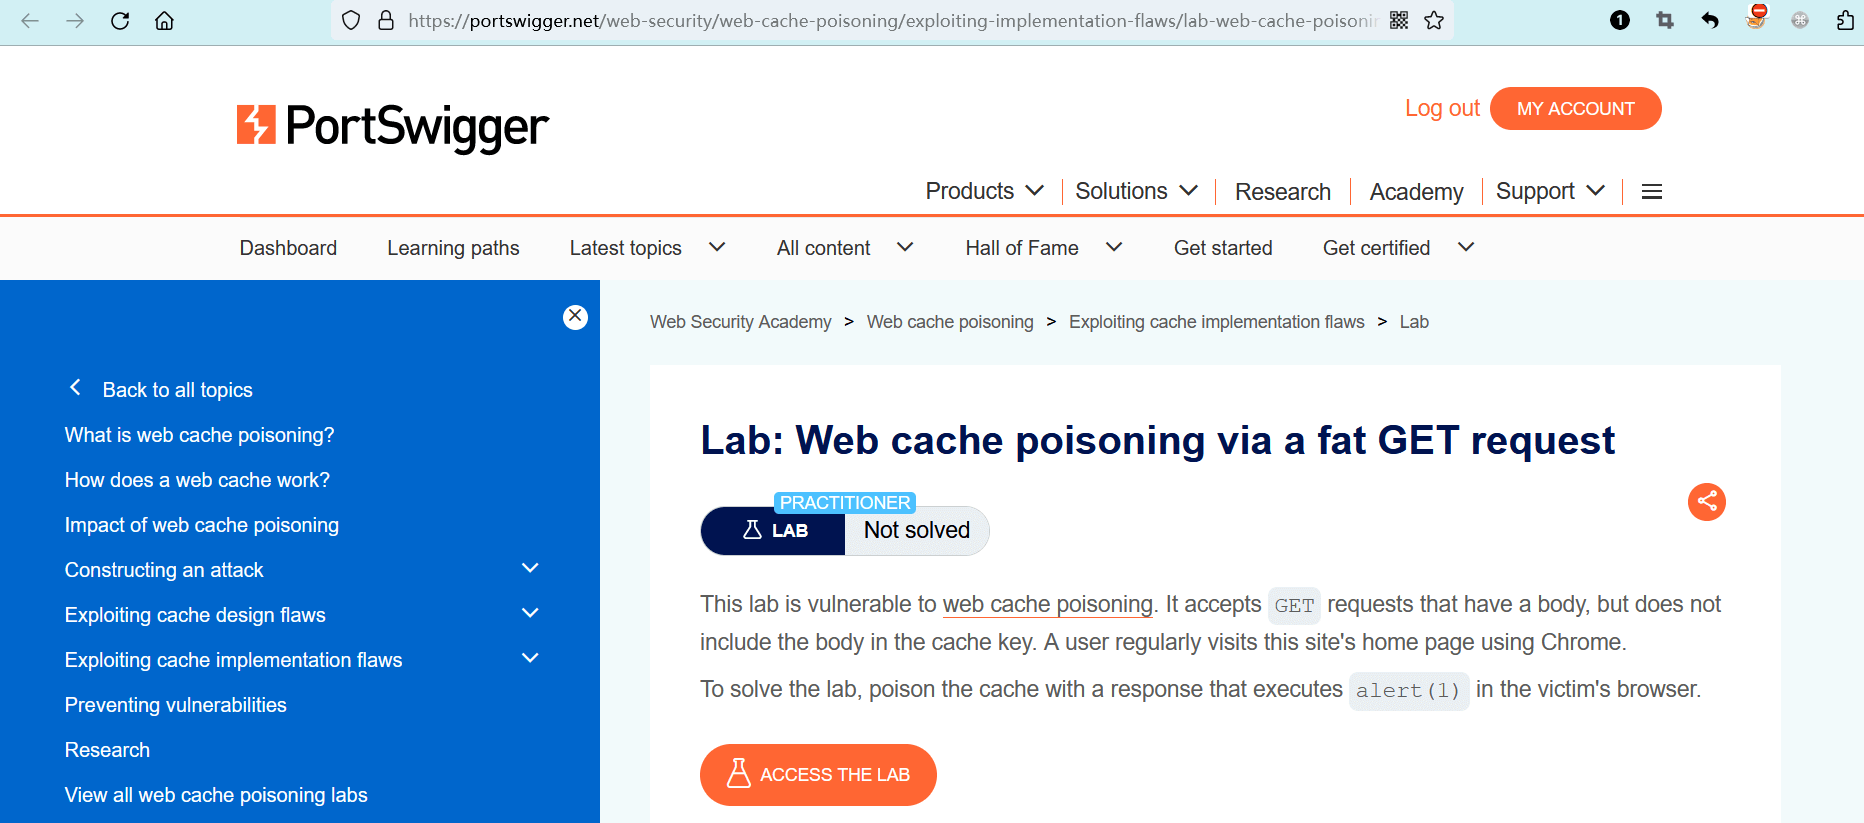 https://portswigger.net/web-security/web-cache-poisoning/exploiting-implementation-flaws/lab-web-cache-poisonin
1
PortSwigger
Log out
MY ACCOUNT
Products
Solutions
Research
Academy
Support
Dashboard
Learning paths
Latest topics
All content
Hall of Fame
Get started
Get certified
Back to all topics
What is web cache poisoning?
How does a web cache work?
Impact of web cache poisoning
Constructing an attack
Exploiting cache design flaws
Exploiting cache implementation flaws
Preventing vulnerabilities
Research
View all web cache poisoning labs
Web Security Academy > Web cache poisoning > Exploiting cache implementation flaws > Lab
Lab: Web cache poisoning via a fat GET request
PRACTITIONER
LAB
Not solved
This lab is vulnerable to web cache poisoning. It accepts GET requests that have a body, but does not
include the body in the cache key. A user regularly visits this site's home page using Chrome.
To solve the lab, poison the cache with a response that executes alert(1) in the victim's browser.
ACCESS THE LAB